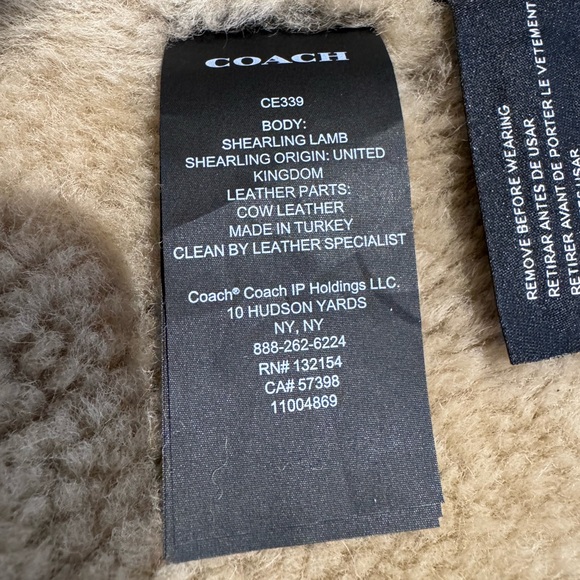 COACH
CE339
BODY:
SHEARLING LAMB
SHEARLING ORIGIN: UNITED
KINGDOM
LEATHER PARTS:
COW LEATHER
MADE IN TURKEY
CLEAN BY LEATHER SPECIALIST
Coach® Coach IP Holdings LLC.
10 HUDSON YARDS
NY, NY
888-262-6224
RN# 132154
CA# 57398
11004869
REMOVE BEFORE WEARING
RETIRAR ANTES DE USAR
RETIRER AVANT DE PORTER LE VETEMENT
USAR